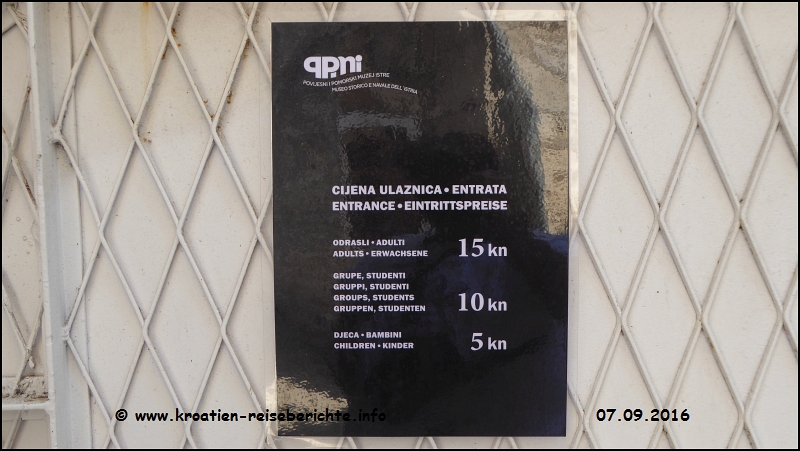 ppmi
POVIJESNI I POMORSKI MUZEJ ISTRE
MUSEO STORICO E NAVALE DELL'ISTRIA
CIJENA ULAZNICA • ENTRATA
ENTRANCE • EINTRITTSPREISE
ODRASLI • ADULTI
ADULTS • ERWACHSENE 15 kn
GRUPE, STUDENTI
GRUPPI, STUDENTI
GROUPS, STUDENTS 10 kn
GRUPPEN, STUDENTEN
DJECA • BAMBINI
CHILDREN • KINDER 5 kn
© www.kroatien-reiseberichte.info 07.09.2016